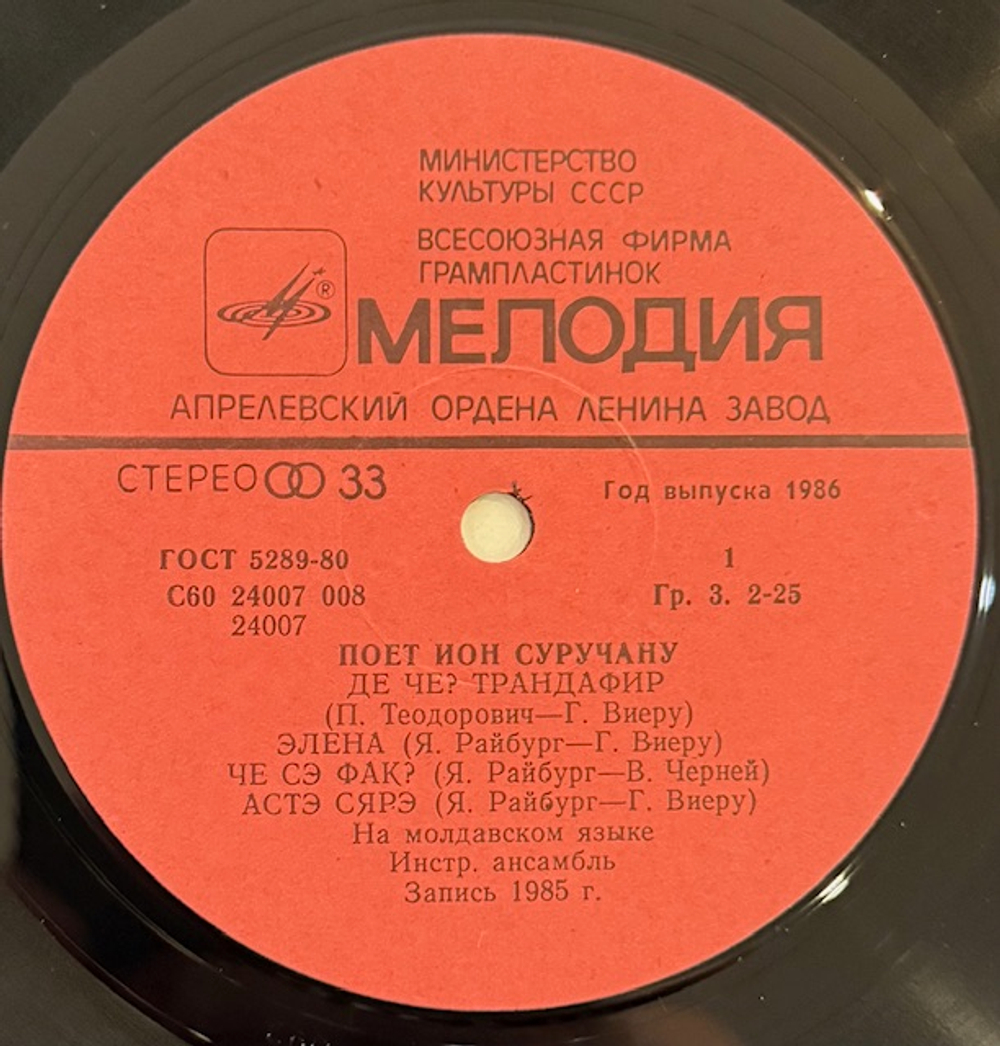 МИНИСТЕРСТВО
КУЛЬТУРЫ СССР
ВСЕСОЮЗНАЯ ФИРМА
ГРАМПЛАСТИНОК
®
МЕЛОДИЯ
АПРЕЛЕВСКИЙ ОРДЕНА ЛЕНИНА ЗАВОД
СТЕРЕО 33
Год выпуска 1986
ГОСТ 5289-80
1
С60 24007 008
Гр. 3. 2-25
24007
ПОЕТ ИОН СУРУЧАНУ
ДЕ ЧЕ? ТРАНДАФИР
(П. Теодорович—Г. Виеру)
ЭЛЕНА (Я. Райбург—Г. Виеру)
ЧЕ СЭ ФАК? (Я. Райбург—В. Черней)
АСТЭ СЯРЭ (Я. Райбург—Г. Виеру)
На молдавском языке
Инстр. ансамбль
Запись 1985 г.